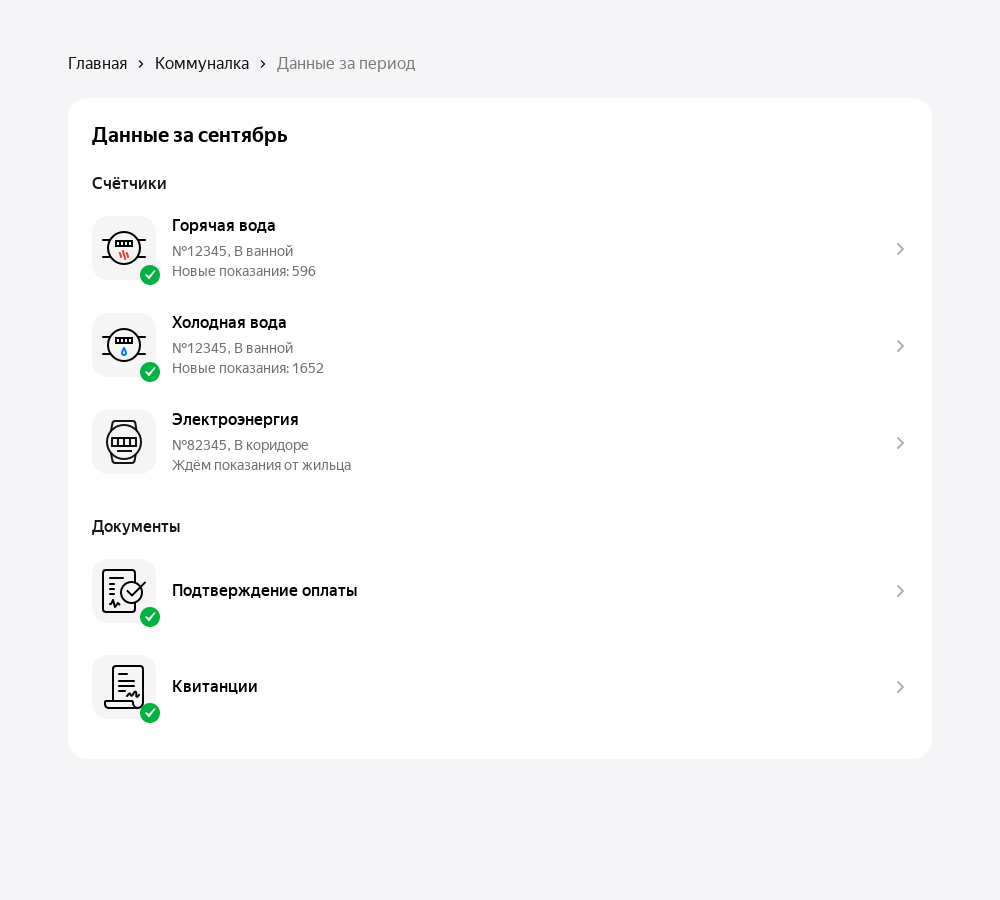 Главная › Коммуналка › Данные за период
Данные за сентябрь
Счётчики
Горячая вода
№12345, В ванной
Новые показания: 596
Холодная вода
№12345, В ванной
Новые показания: 1652
Электроэнергия
№82345, В коридоре
Ждём показания от жильца
Документы
Подтверждение оплаты
Квитанции